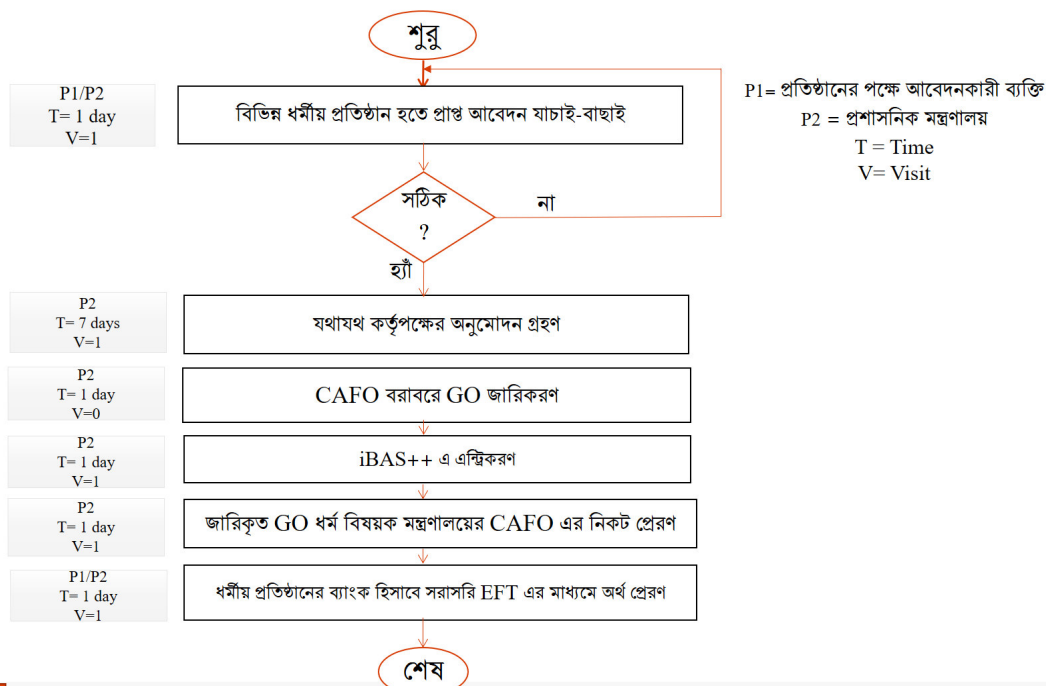 শুরু
P1/P2
T= 1 day
V=1
বিভিন্ন ধর্মীয় প্রতিষ্ঠান হতে প্রাপ্ত আবেদন যাচাই-বাছাই
P1= প্রতিষ্ঠানের পক্ষে আবেদনকারী ব্যক্তি
P2 = প্রশাসনিক মন্ত্রণালয়
T = Time
V= Visit
সঠিক
?
না
হ্যাঁ
P2
T= 7 days
V=1
যথাযথ কর্তৃপক্ষের অনুমোদন গ্রহণ
P2
T= 1 day
V=0
CAFO বরাবরে GO জারিকরণ
P2
T= 1 day
V=1
iBAS++ এ এন্ট্রিকরণ
P2
T= 1 day
V=1
জারিকৃত GO ধর্ম বিষয়ক মন্ত্রণালয়ের CAFO এর নিকট প্রেরণ
P1/P2
T= 1 day
V=1
ধর্মীয় প্রতিষ্ঠানের ব্যাংক হিসাবে সরাসরি EFT এর মাধ্যমে অর্থ প্রেরণ
শেষ